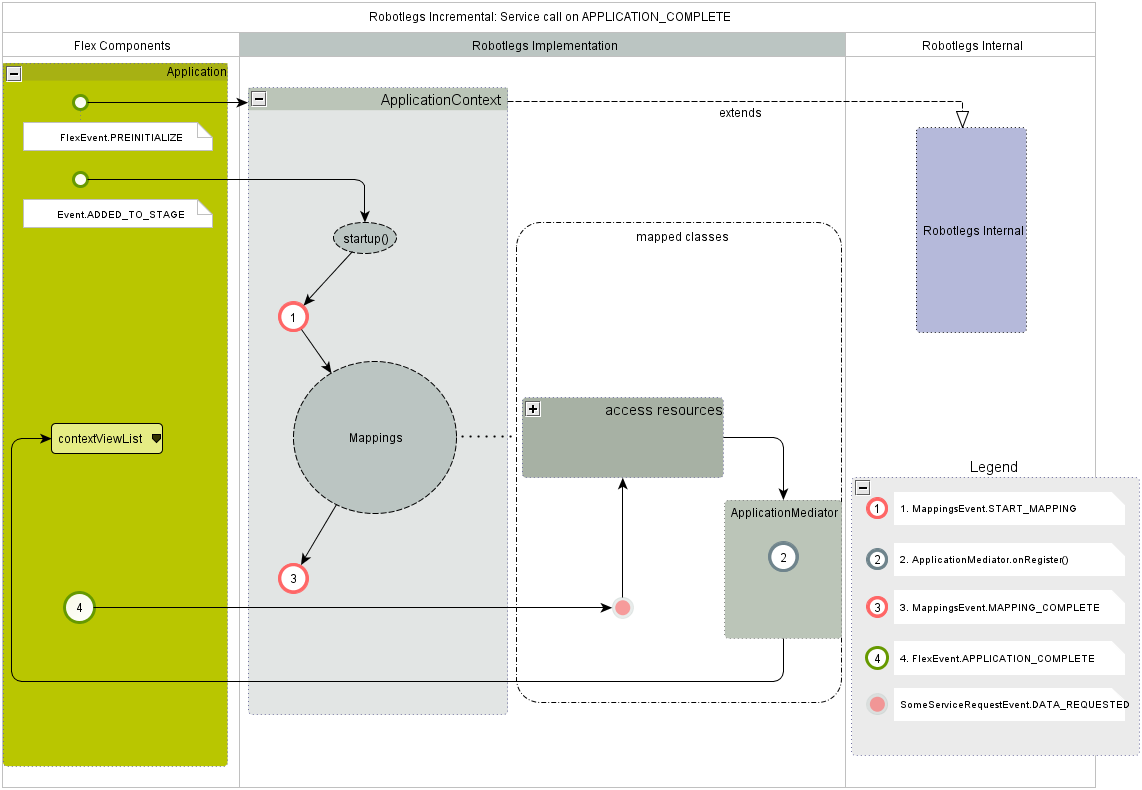 Robotlegs Incremental: Service call on APPLICATION_COMPLETE
Flex Components
Robotlegs Implementation
Robotlegs Internal
Application
FlexEvent.PREINITIALIZE
Event.ADDED_TO_STAGE
contextViewList
4
ApplicationContext
startup()
1
Mappings
3
extends
mapped classes
access resources
ApplicationMediator
2
Robotlegs Internal
Legend
1
1. MappingsEvent.START_MAPPING
2
2. ApplicationMediator.onRegister()
3
3. MappingsEvent.MAPPING_COMPLETE
4
4. FlexEvent.APPLICATION_COMPLETE
SomeServiceRequestEvent.DATA_REQUESTED